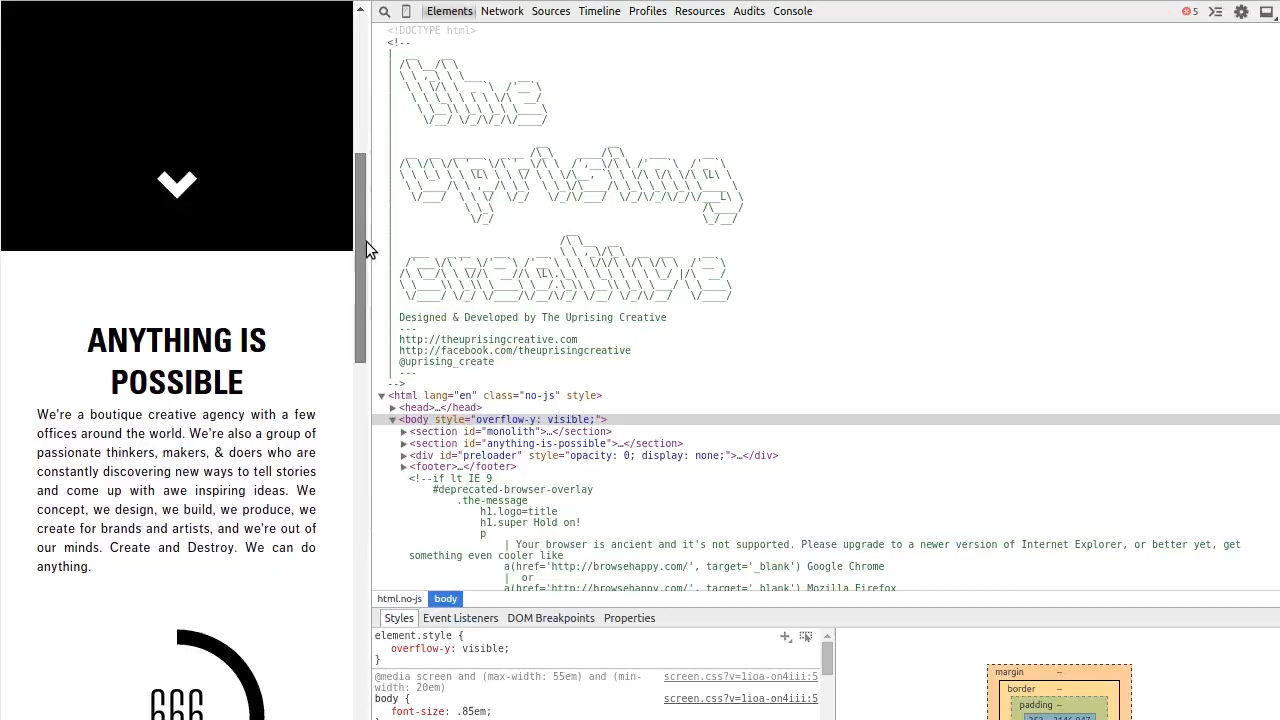 Elements Network Sources Timeline Profiles Resources Audits Console 5
<!DOCTYPE html>
<!--
Designed & Developed by The Uprising Creative
---
http://theuprisingcreative.com
http://facebook.com/theuprisingcreative
@uprising_create
---
-->
<html lang="en" class="no-js" style>
<head>…</head>
<body style="overflow-y: visible;">
<section id="monolith">…</section>
<section id="anything-is-possible">…</section>
<div id="preloader" style="opacity: 0; display: none;">…</div>
<footer>…</footer>
<!--if lt IE 9
#deprecated-browser-overlay
.the-message
h1.logo=title
h1.super Hold on!
p
| Your browser is ancient and it's not supported. Please upgrade to a newer version of Internet Explorer, or better yet, get
something even cooler like
a(href='http://browsehappy.com/', target='_blank') Google Chrome
| or
a(href='http://browsehappy.com/', target='_blank') Mozilla Firefox
html.no-js body
Styles Event Listeners DOM Breakpoints Properties
element.style {
overflow-y: visible;
}
@media screen and (max-width: 55em) and (min-
width: 20em) screen.css?v=1ioa-on4iii:5
body { screen.css?v=1ioa-on4iii:5
font-size: .85em;
margin –
border –
padding –
ANYTHING IS
POSSIBLE
We're a boutique creative agency with a few
offices around the world. We're also a group of
passionate thinkers, makers, & doers who are
constantly discovering new ways to tell stories
and come up with awe inspiring ideas. We
concept, we design, we build, we produce, we
create for brands and artists, and we're out of
our minds. Create and Destroy. We can do
anything.
666